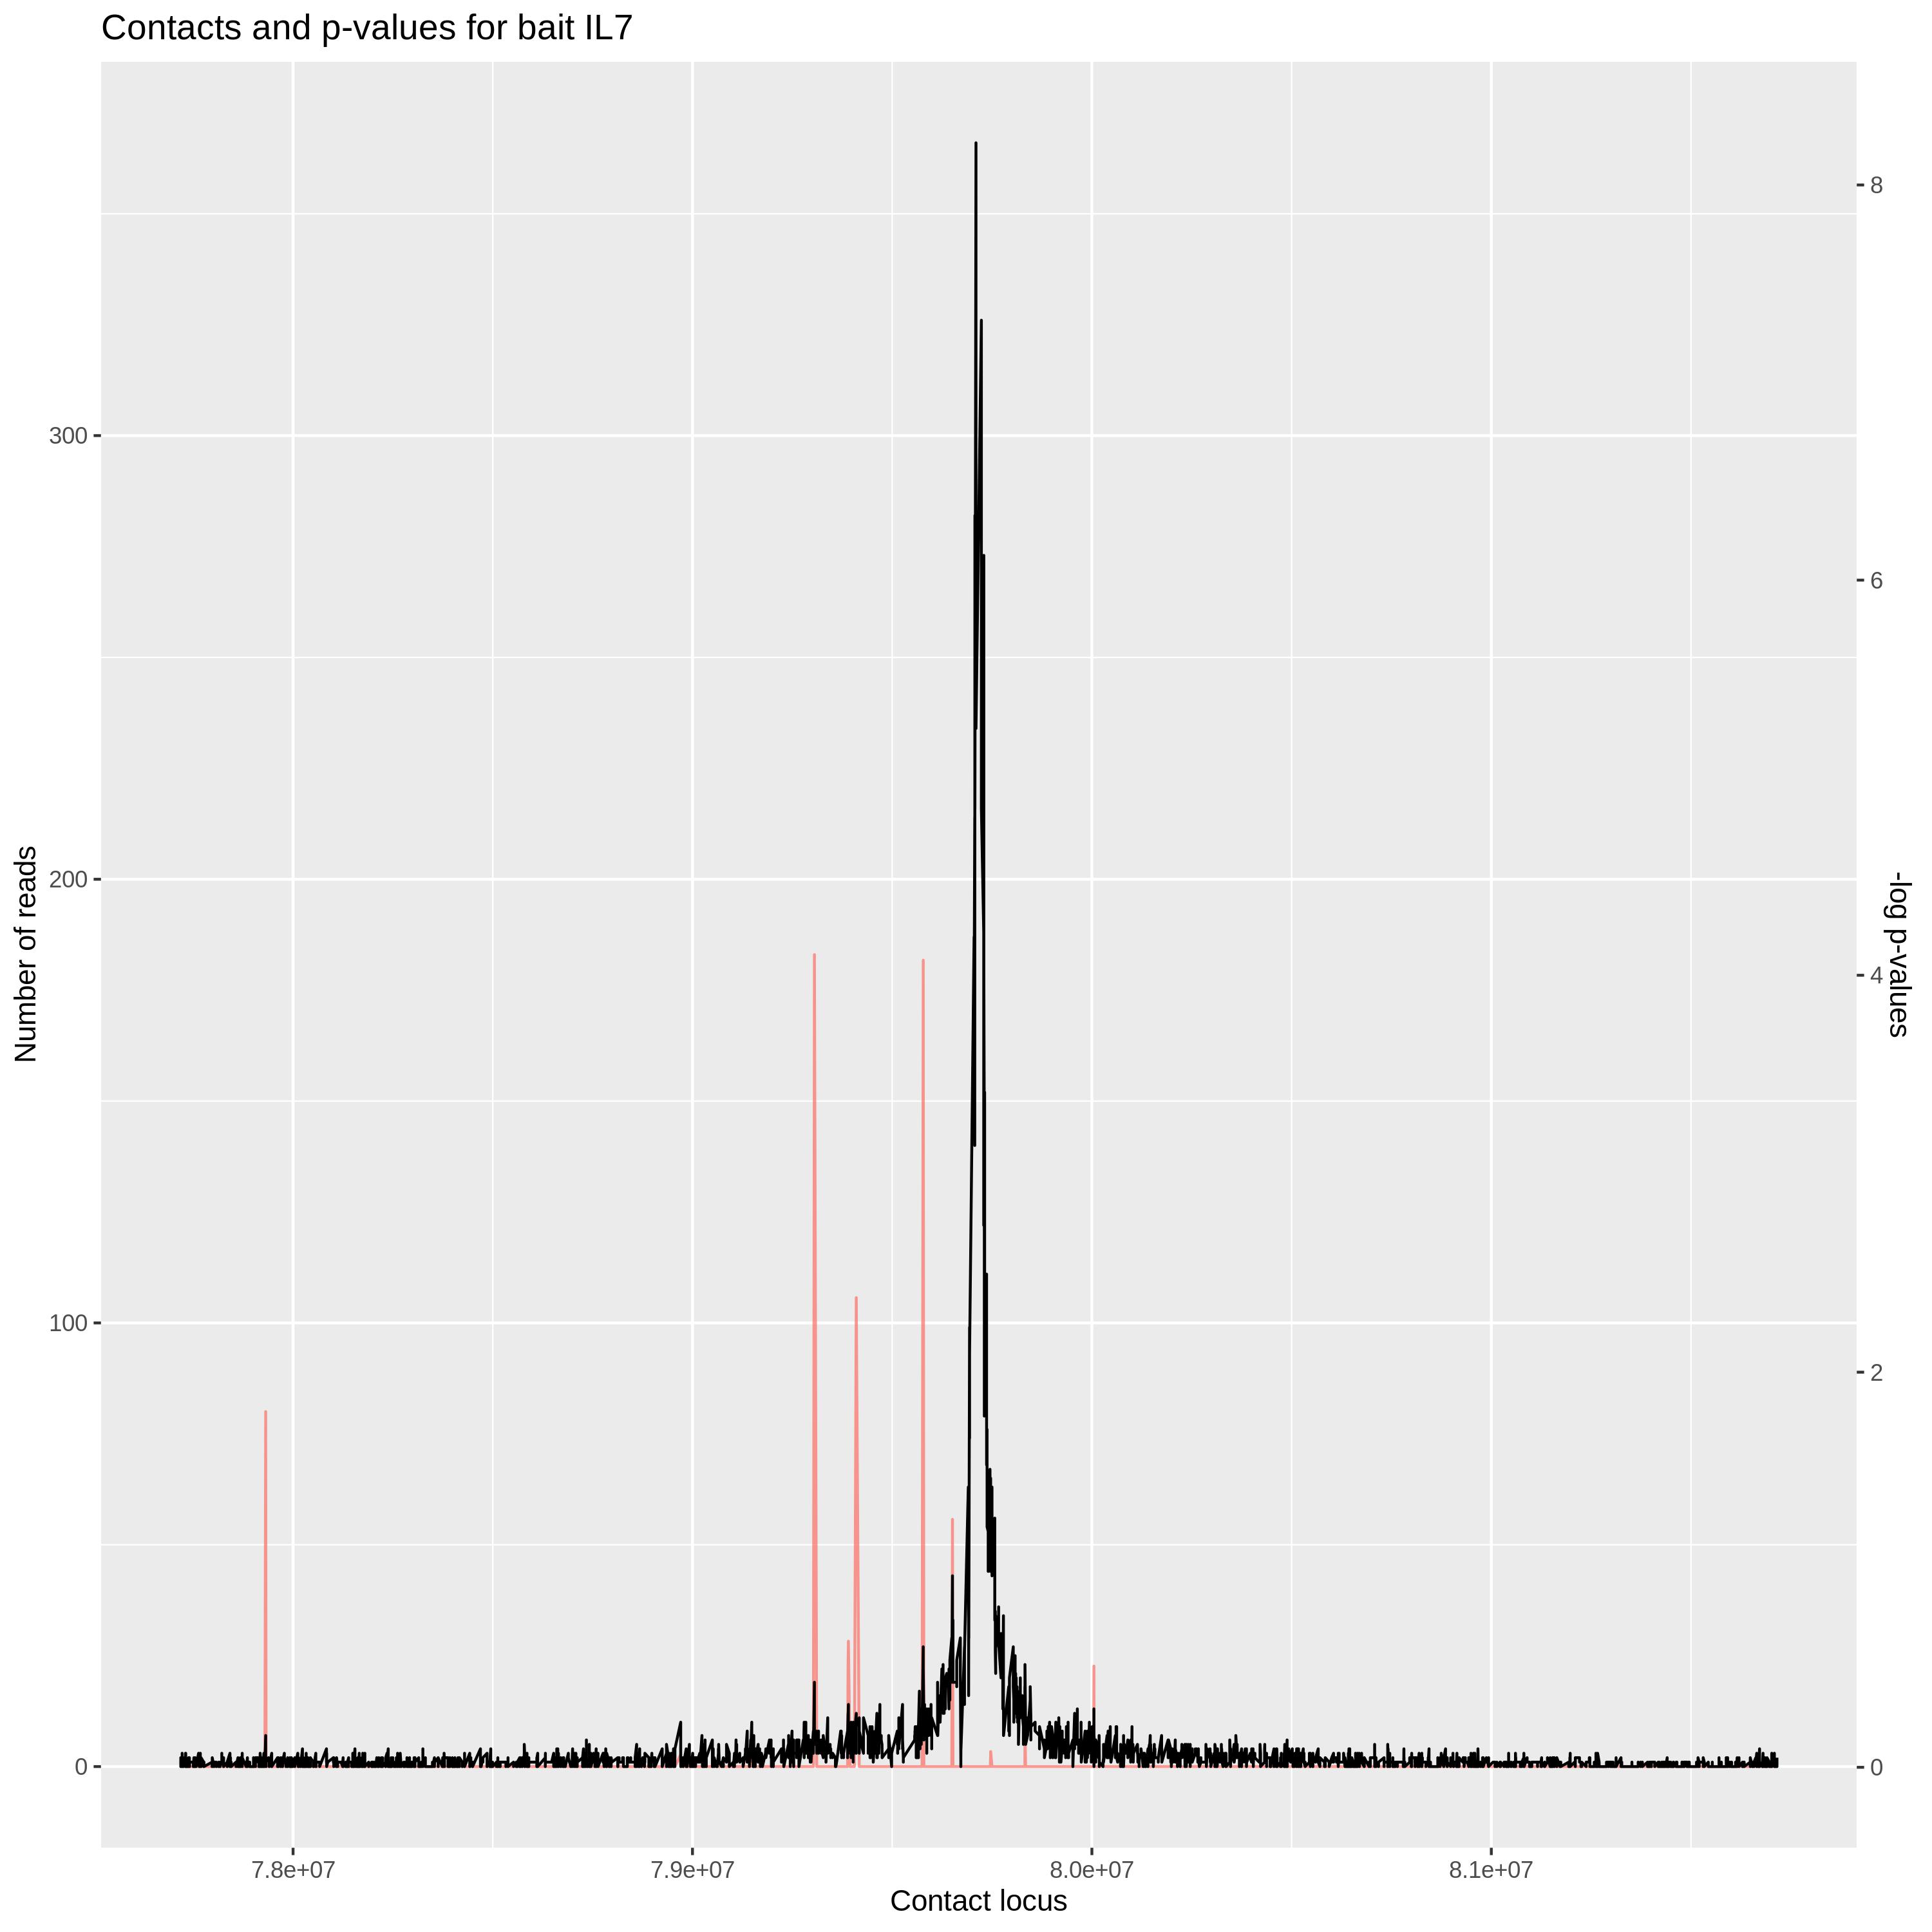 Contacts and p-values for bait IL7
Number of reads
300
200
100
0
8
6
4
2
0
-log p-values
7.8e+07
7.9e+07
8.0e+07
8.1e+07
Contact locus